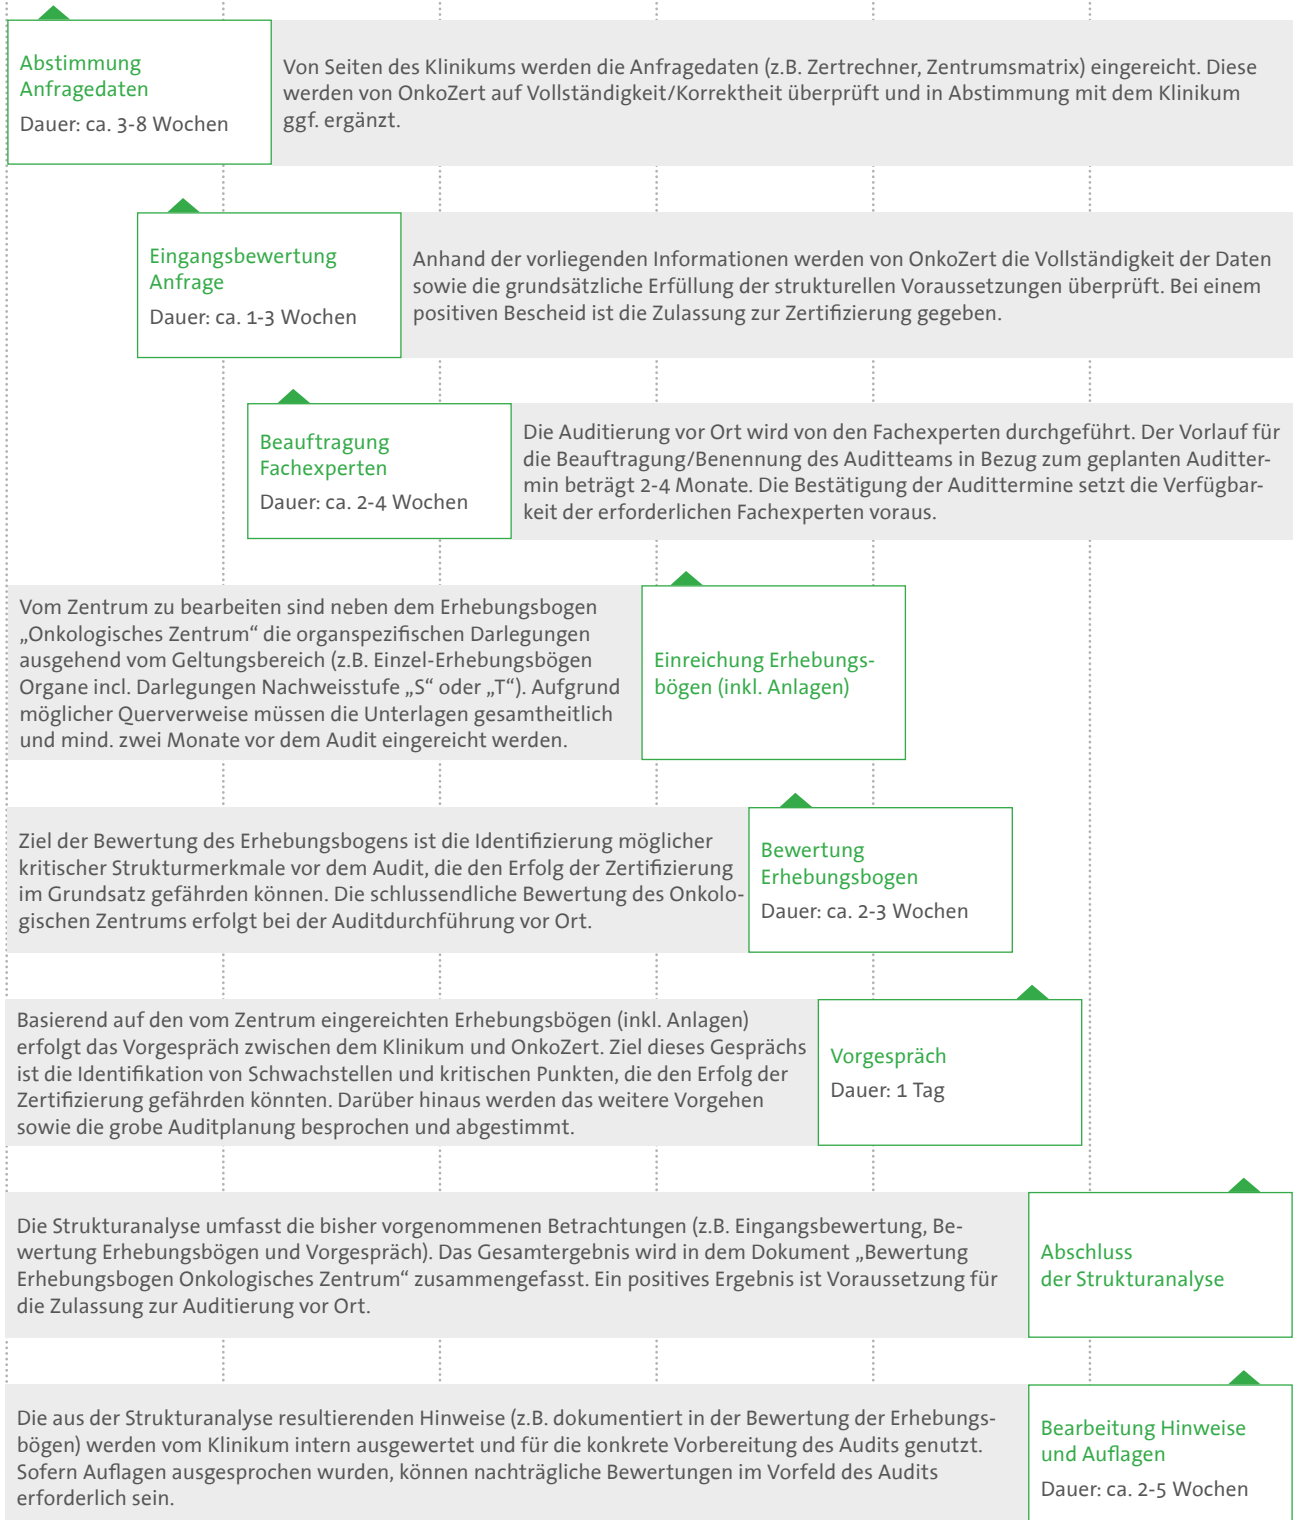 Abstimmung
Anfragedaten
Dauer: ca. 3-8 Wochen
Von Seiten des Klinikums werden die Anfragedaten (z.B. Zertrechner, Zentrumsmatrix) eingereicht. Diese
werden von OnkoZert auf Vollständigkeit/Korrektheit überprüft und in Abstimmung mit dem Klinikum
ggf. ergänzt.
Eingangsbewertung
Anfrage
Dauer: ca. 1-3 Wochen
Anhand der vorliegenden Informationen werden von OnkoZert die Vollständigkeit der Daten
sowie die grundsätzliche Erfüllung der strukturellen Voraussetzungen überprüft. Bei einem
positiven Bescheid ist die Zulassung zur Zertifizierung gegeben.
Beauftragung
Fachexperten
Dauer: ca. 2-4 Wochen
Die Auditierung vor Ort wird von den Fachexperten durchgeführt. Der Vorlauf für
die Beauftragung/Benennung des Auditteams in Bezug zum geplanten Auditter-
min beträgt 2-4 Monate. Die Bestätigung der Audittermine setzt die Verfügbar-
keit der erforderlichen Fachexperten voraus.
Vom Zentrum zu bearbeiten sind neben dem Erhebungsbogen
„Onkologisches Zentrum“ die organspezifischen Darlegungen
ausgehend vom Geltungsbereich (z.B. Einzel-Erhebungsbögen
Organe incl. Darlegungen Nachweisstufe „S“ oder „T“). Aufgrund
möglicher Querverweise müssen die Unterlagen gesamtheitlich
und mind. zwei Monate vor dem Audit eingereicht werden.
Einreichung Erhebungs-
bögen (inkl. Anlagen)
Ziel der Bewertung des Erhebungsbogens ist die Identifizierung möglicher
kritischer Strukturmerkmale vor dem Audit, die den Erfolg der Zertifizierung
im Grundsatz gefährden können. Die schlussendliche Bewertung des Onkolo-
gischen Zentrums erfolgt bei der Auditdurchführung vor Ort.
Bewertung
Erhebungsbogen
Dauer: ca. 2-3 Wochen
Basierend auf den vom Zentrum eingereichten Erhebungsbögen (inkl. Anlagen)
erfolgt das Vorgespräch zwischen dem Klinikum und OnkoZert. Ziel dieses Gesprächs
ist die Identifikation von Schwachstellen und kritischen Punkten, die den Erfolg der
Zertifizierung gefährden könnten. Darüber hinaus werden das weitere Vorgehen
sowie die grobe Auditplanung besprochen und abgestimmt.
Vorgespräch
Dauer: 1 Tag
Die Strukturanalyse umfasst die bisher vorgenommenen Betrachtungen (z.B. Eingangsbewertung, Be-
wertung Erhebungsbögen und Vorgespräch). Das Gesamtergebnis wird in dem Dokument „Bewertung
Erhebungsbogen Onkologisches Zentrum“ zusammengefasst. Ein positives Ergebnis ist Voraussetzung für
die Zulassung zur Auditierung vor Ort.
Abschluss
der Strukturanalyse
Die aus der Strukturanalyse resultierenden Hinweise (z.B. dokumentiert in der Bewertung der Erhebungs-
bögen) werden vom Klinikum intern ausgewertet und für die konkrete Vorbereitung des Audits genutzt.
Sofern Auflagen ausgesprochen wurden, können nachträgliche Bewertungen im Vorfeld des Audits
erforderlich sein.
Bearbeitung Hinweise
und Auflagen
Dauer: ca. 2-5 Wochen